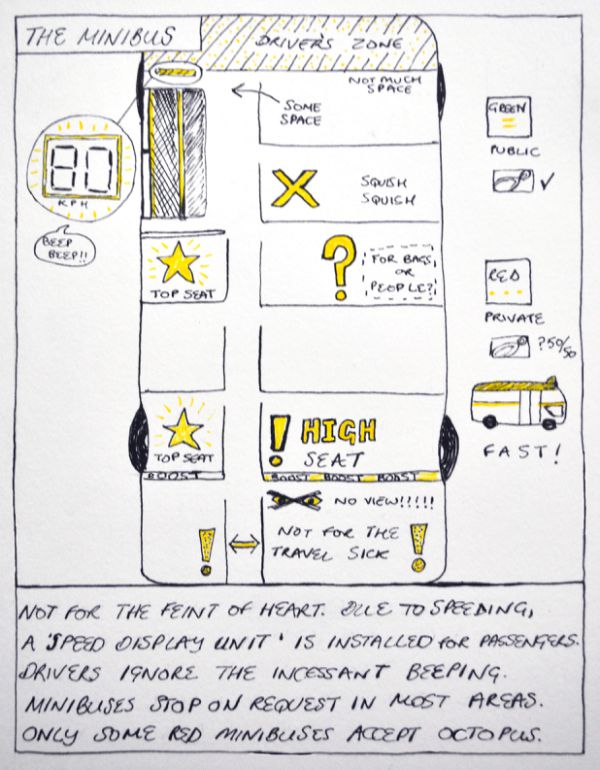 THE MINIBUS
DRIVERS ZONE
NOT MUCH
SPACE
SOME
SPACE
80
KPH
BEEP
BEEP!!
SQUISH
SQUISH
GREEN
PUBLIC
TOP SEAT
?
FOR BAGS
OR
PEOPLE?
RED
PRIVATE
? 50/50
FAST!
TOP SEAT
BOOST
! HIGH
SEAT
BOOST BOOST BOOST
NO VIEW!!!!!
NOT FOR THE
TRAVEL SICK
!
!
NOT FOR THE FEINT OF HEART. DUE TO SPEEDING,
A 'SPEED DISPLAY UNIT' IS INSTALLED FOR PASSENGERS.
DRIVERS IGNORE THE INCESSANT BEEPING.
MINIBUSES STOP ON REQUEST IN MOST AREAS.
ONLY SOME RED MINIBUSES ACCEPT OCTOPUS.